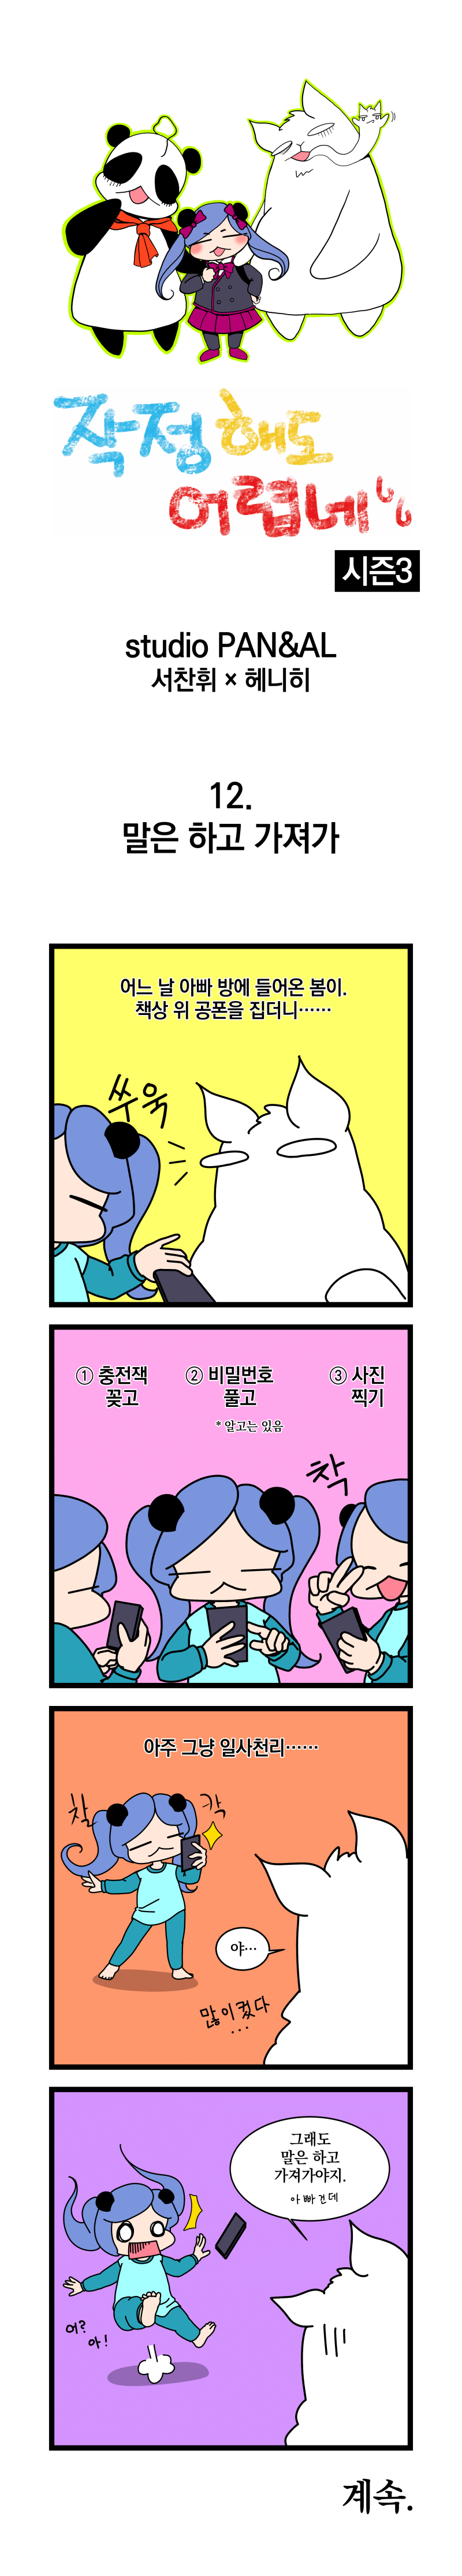 작정해도
어렵네
시즌3
studio PAN&AL
서찬휘 × 헤니히
12.
말은 하고 가져가
어느 날 아빠 방에 들어온 봄이.
책상 위 공폰을 집더니……
쑤욱
① 충전잭
꽂고
② 비밀번호
풀고
* 알고는 있음
③ 사진
찍기
착
아주 그냥 일사천리……
찰
칵
야…
많이 컸다
…
그래도
말은 하고
가져가야지.
아빠건데
어?
아!
계속.